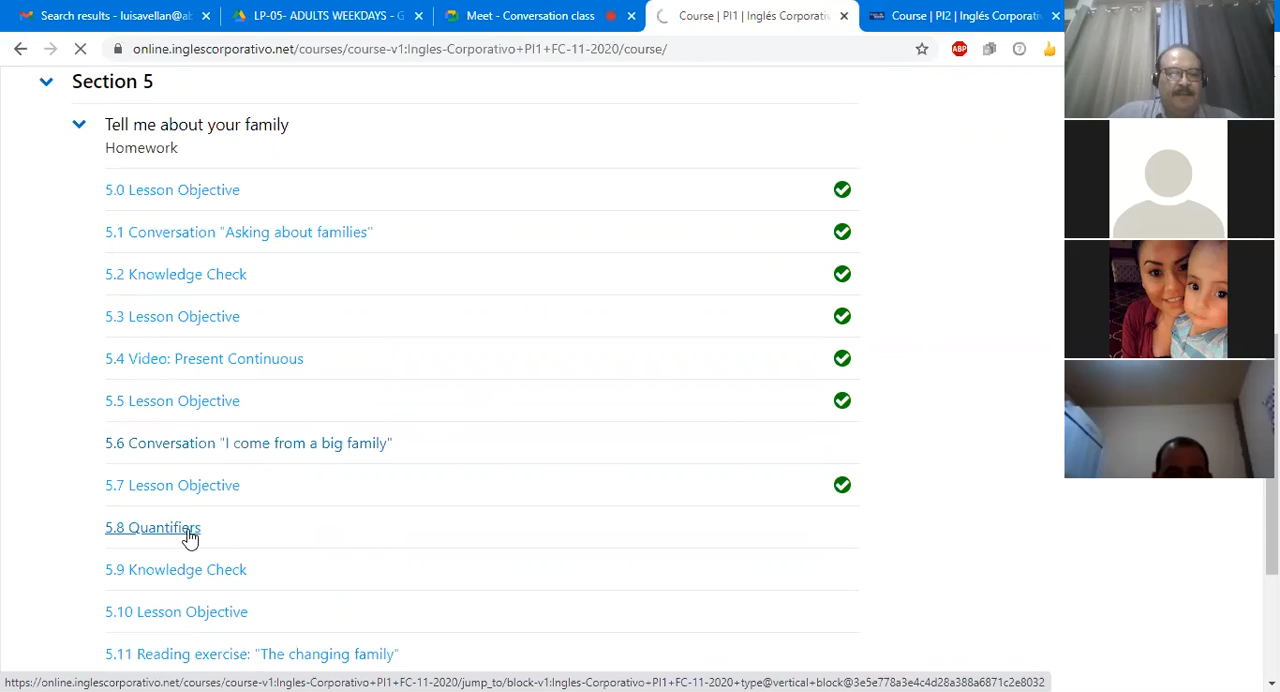 Search results - luisavellan@ab
LP-05- ADULTS WEEKDAYS - G
Meet - Conversation class
Course | PI1 | Inglés Corporativ
Course | PI2 | Inglés Corporativ
online.inglescorporativo.net/courses/course-v1:Ingles-Corporativo+PI1+FC-11-2020/course/
ABP
Section 5
Tell me about your family
Homework
5.0 Lesson Objective
5.1 Conversation "Asking about families"
5.2 Knowledge Check
5.3 Lesson Objective
5.4 Video: Present Continuous
5.5 Lesson Objective
5.6 Conversation "I come from a big family"
5.7 Lesson Objective
5.8 Quantifiers
5.9 Knowledge Check
5.10 Lesson Objective
5.11 Reading exercise: "The changing family"
https://online.inglescorporativo.net/courses/course-v1:Ingles-Corporativo+PI1+FC-11-2020/jump_to/block-v1:Ingles-Corporativo+PI1+FC-11-2020+type@vertical+block@3e5e778a3e4c4d28a388a6871c2e8032